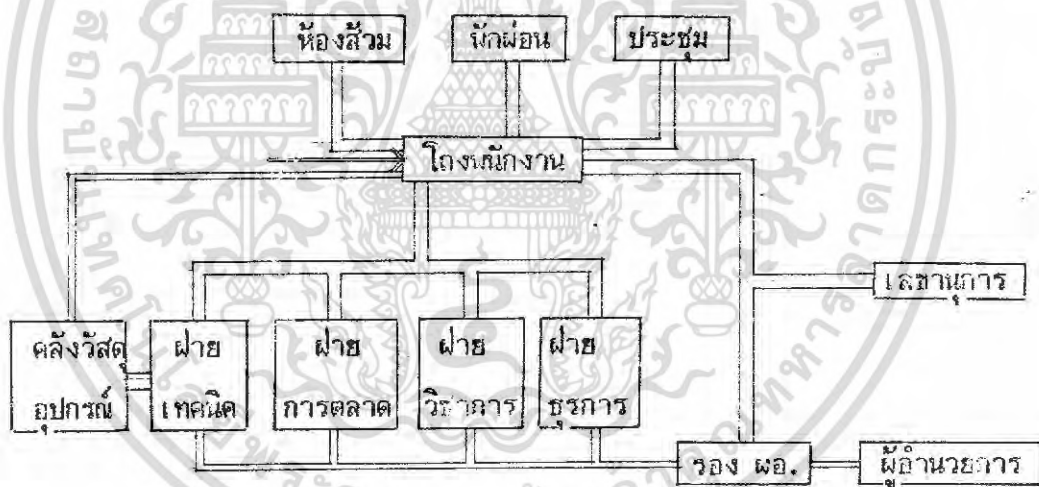 ห้องส้วม
พักผ่อน
ประชุม
โถงพนักงาน
เลขานุการ
คลังวัสดุ
อุปกรณ์
ฝ่าย
เทคนิค
ฝ่าย
การตลาด
ฝ่าย
วิชาการ
ฝ่าย
ธุรการ
รอง ผอ.
ผู้อำนวยการ